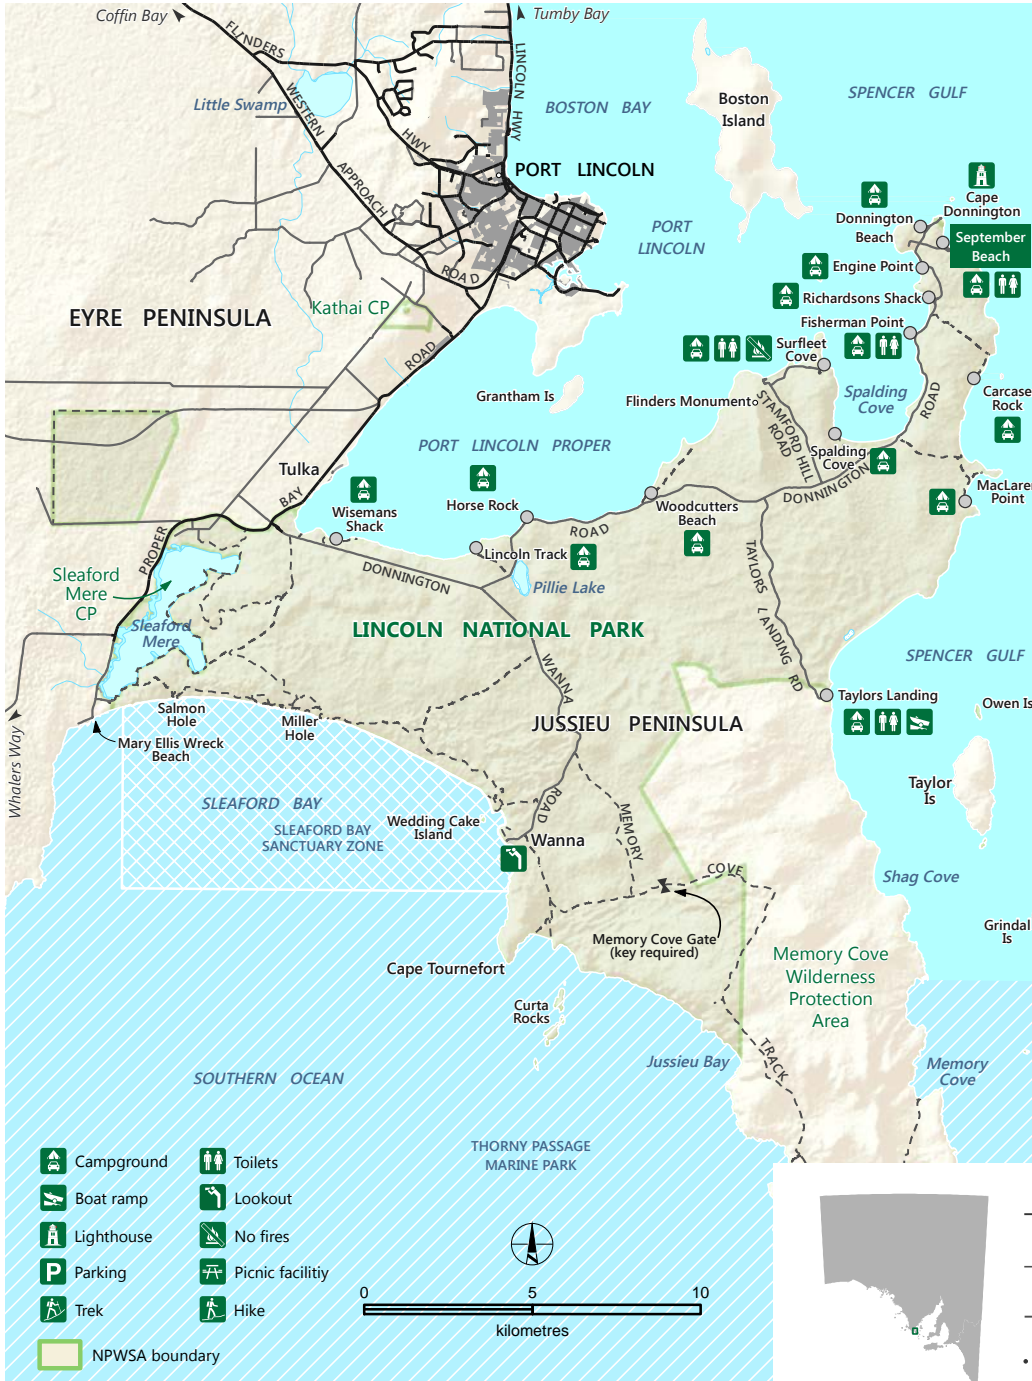 Coffin Bay
Tumby Bay
FLINDERS
HWY
LINCOLN HWY
WESTERN
APPROACH
ROAD
Little Swamp
BOSTON BAY
Boston
Island
SPENCER GULF
PORT LINCOLN
PORT
LINCOLN
Cape
Donnington
Donnington
Beach
September
Beach
Engine Point
Richardsons Shack
Fisherman Point
Surfleet
Cove
EYRE PENINSULA
Kathai CP
ROAD
Grantham Is
Flinders Monument
STAMFORD HILL
ROAD
Spalding
Cove
ROAD
Carcase
Rock
PORT LINCOLN PROPER
Spalding
Cove
DONNINGTON
Tulka
BAY
PROPER
Wisemans
Shack
Horse Rock
ROAD
Woodcutters
Beach
MacLare
Point
Lincoln Track
DONNINGTON
Pillie Lake
TAYLORS LANDING RD
Sleaford
Mere
CP
Sleaford
Mere
LINCOLN NATIONAL PARK
WANNA
SPENCER GULF
Taylors Landing
Owen Is
Salmon
Hole
Miller
Hole
JUSSIEU PENINSULA
Mary Ellis Wreck
Beach
Whalers Way
Taylor
Is
SLEAFORD BAY
SLEAFORD BAY
SANCTUARY ZONE
Wedding Cake
Island
ROAD
Wanna
MEMORY
COVE
Shag Cove
Memory Cove Gate
(key required)
Grindal
Is
Cape Tournefort
Memory Cove
Wilderness
Protection
Area
Curta
Rocks
TRACK
Jussieu Bay
Memory
Cove
SOUTHERN OCEAN
THORNY PASSAGE
MARINE PARK
Campground
Toilets
Boat ramp
Lookout
Lighthouse
No fires
P Parking
Picnic facilitiy
Trek
Hike
NPWSA boundary
0 5 10
kilometres